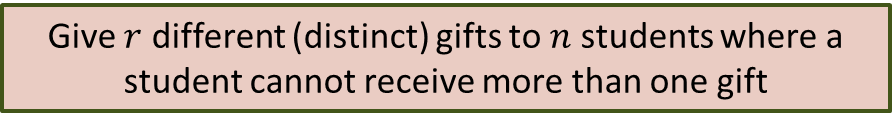 Give r different (distinct) gifts to n students where a
student cannot receive more than one gift